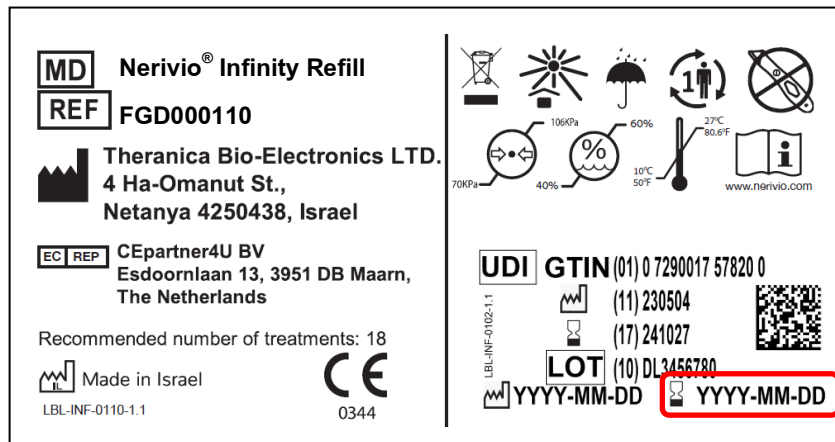 MD Nerivio® Infinity Refill
REF FGD000110
Theranica Bio-Electronics LTD.
4 Ha-Omanut St.,
Netanya 4250438, Israel
EC REP CEpartner4U BV
Esdoornlaan 13, 3951 DB Maarn,
The Netherlands
Recommended number of treatments: 18
IL Made in Israel
LBL-INF-0110-1.1
CE
0344
1
106KPa
70KPa
%
60%
40%
27°C
80.6°F
10°C
50°F
i
www.nerivio.com
UDI GTIN (01) 0 7290017 57820 0
(11) 230504
(17) 241027
LOT (10) DL3456780
LBL-INF-0102-1.1
YYYY-MM-DD YYYY-MM-DD